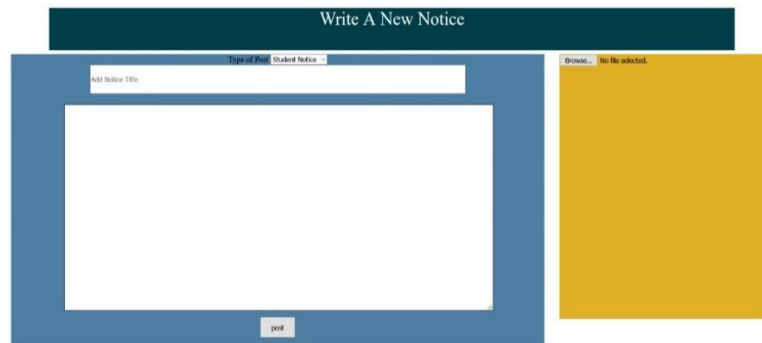 Write A New Notice
Type of Post Student Notice
Add Notice Title
post
Browse... No file selected.